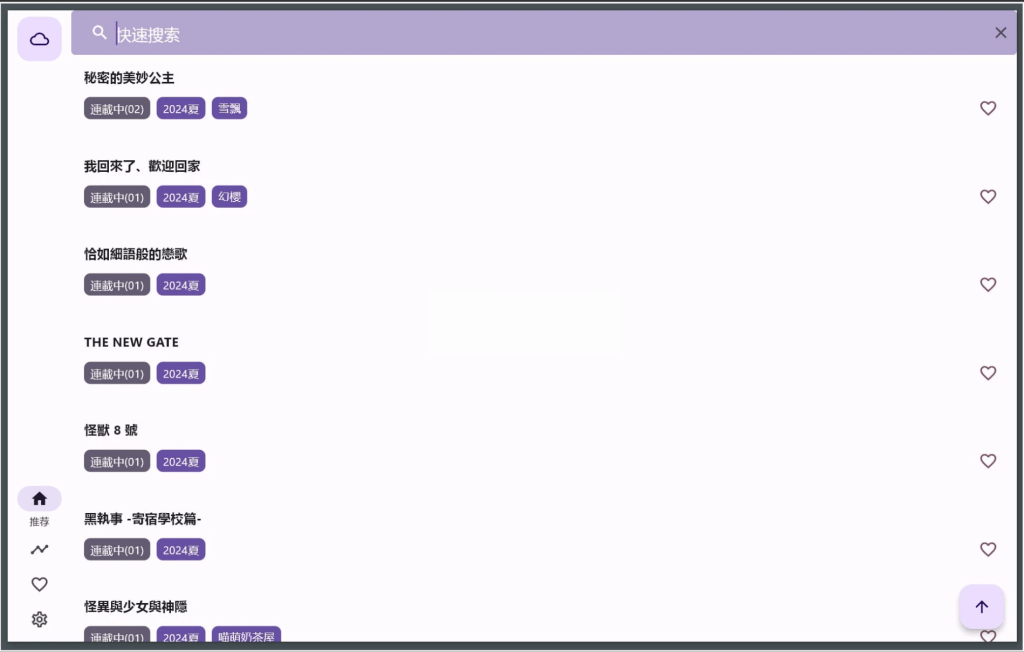 快速搜索
秘密的美妙公主
連載中(02) 2024夏 雪飄
我回來了、歡迎回家
連載中(01) 2024夏 幻樱
恰如細語般的戀歌
連載中(01) 2024夏
THE NEW GATE
連載中(01) 2024夏
怪獸 8 號
連載中(01) 2024夏
推荐
黑執事 -寄宿學校篇-
連載中(01) 2024夏
怪異與少女與神隱
連載中(01) 2024夏 喵萌奶茶屋